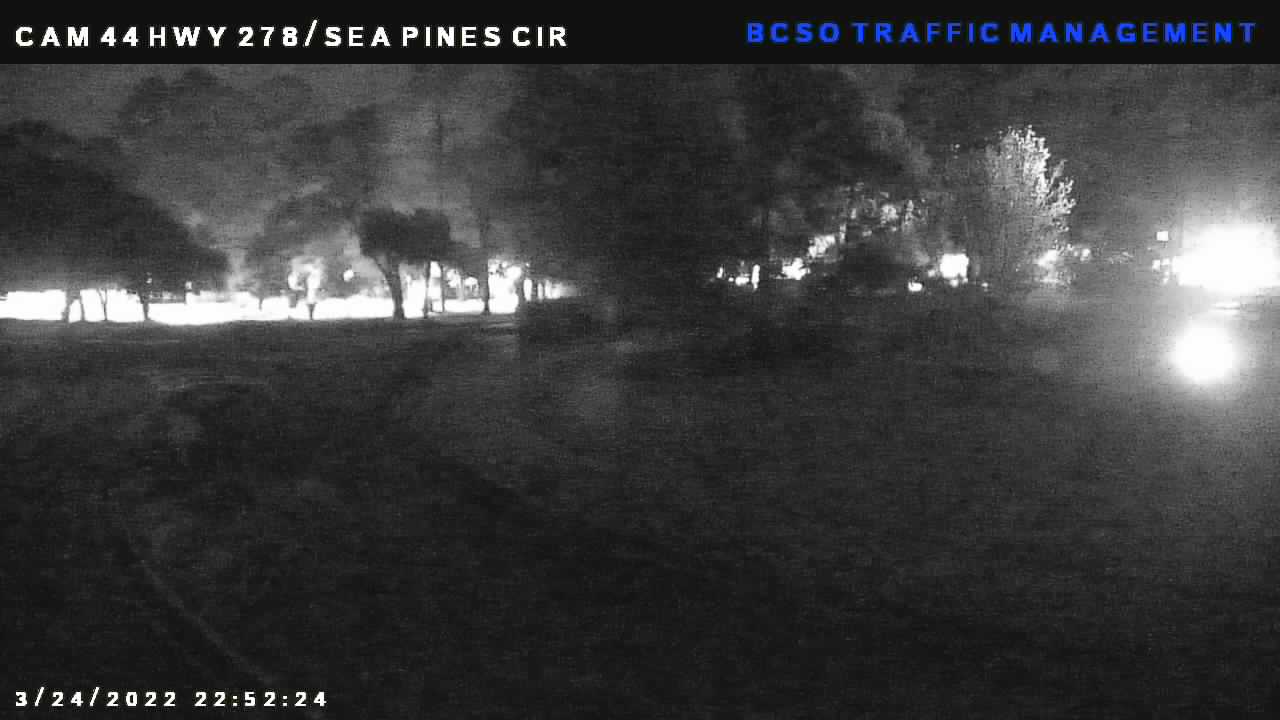 CAM 44 HWY 278/SEA PINES CIR
BCSO TRAFFIC MANAGEMENT
3/24/2022 22:52:24